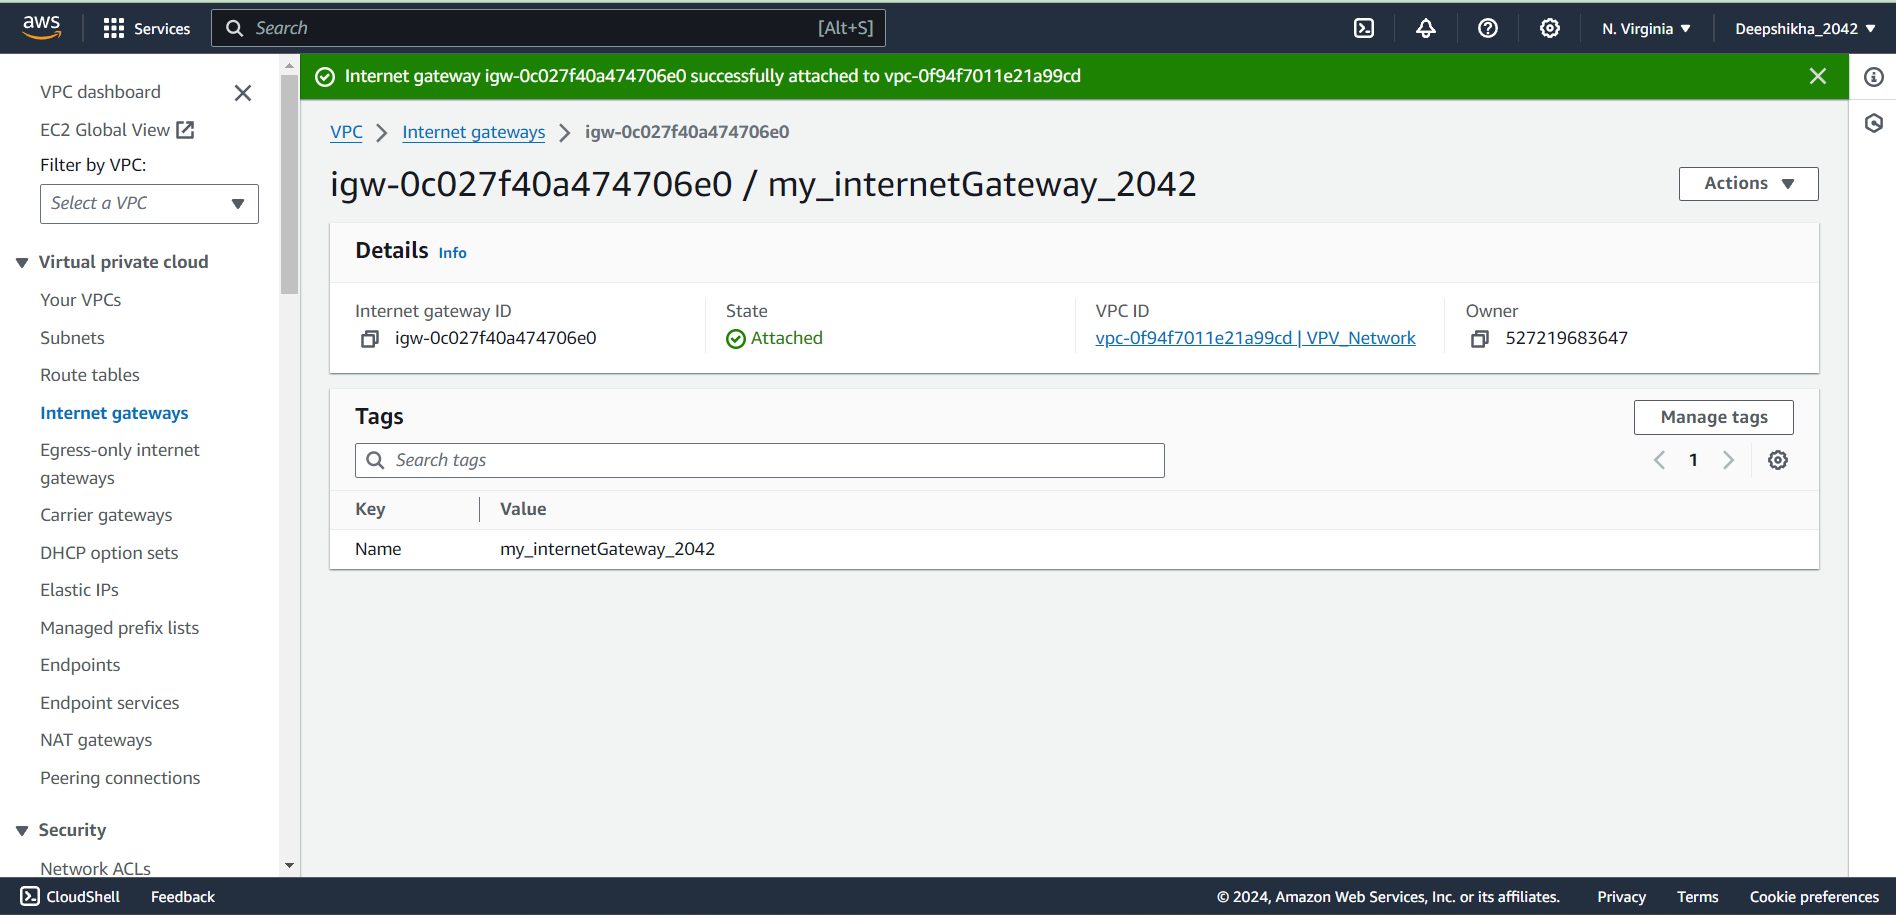 aws
Services
Search
[Alt+S]
N. Virginia
Deepshikha_2042
Internet gateway igw-0c027f40a474706e0 successfully attached to vpc-0f94f7011e21a99cd
VPC dashboard
EC2 Global View
Filter by VPC:
Select a VPC
Virtual private cloud
Your VPCs
Subnets
Route tables
Internet gateways
Egress-only internet
gateways
Carrier gateways
DHCP option sets
Elastic IPs
Managed prefix lists
Endpoints
Endpoint services
NAT gateways
Peering connections
Security
Network ACLs
VPC
Internet gateways
igw-0c027f40a474706e0
igw-0c027f40a474706e0 / my_internetGateway_2042
Actions
Details Info
Internet gateway ID
igw-0c027f40a474706e0
State
Attached
VPC ID
vpc-0f94f7011e21a99cd | VPV_Network
Owner
527219683647
Tags
Manage tags
Search tags
1
Key Value
Name my_internetGateway_2042
CloudShell
Feedback
© 2024, Amazon Web Services, Inc. or its affiliates.
Privacy
Terms
Cookie preferences